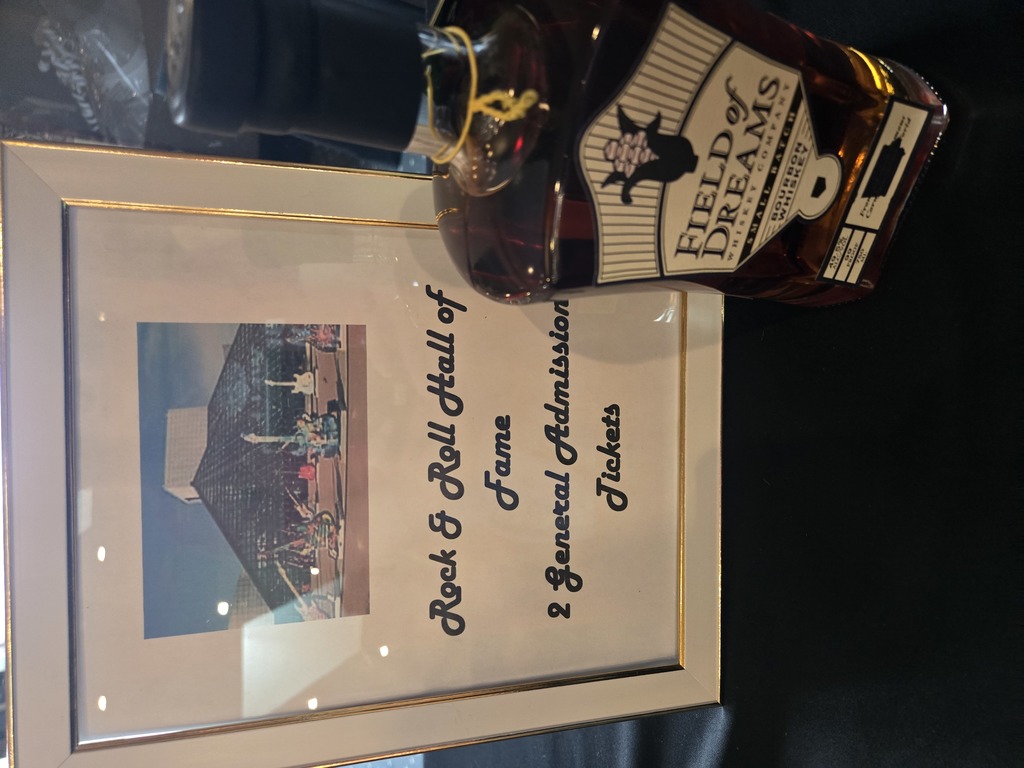 Rock & Roll Hall of
Fame
2 General Admission
Tickets
FIELD of
DREAMS
WHISKEY COMPANY
SMALL BATCH
BOURBON
WHISKEY